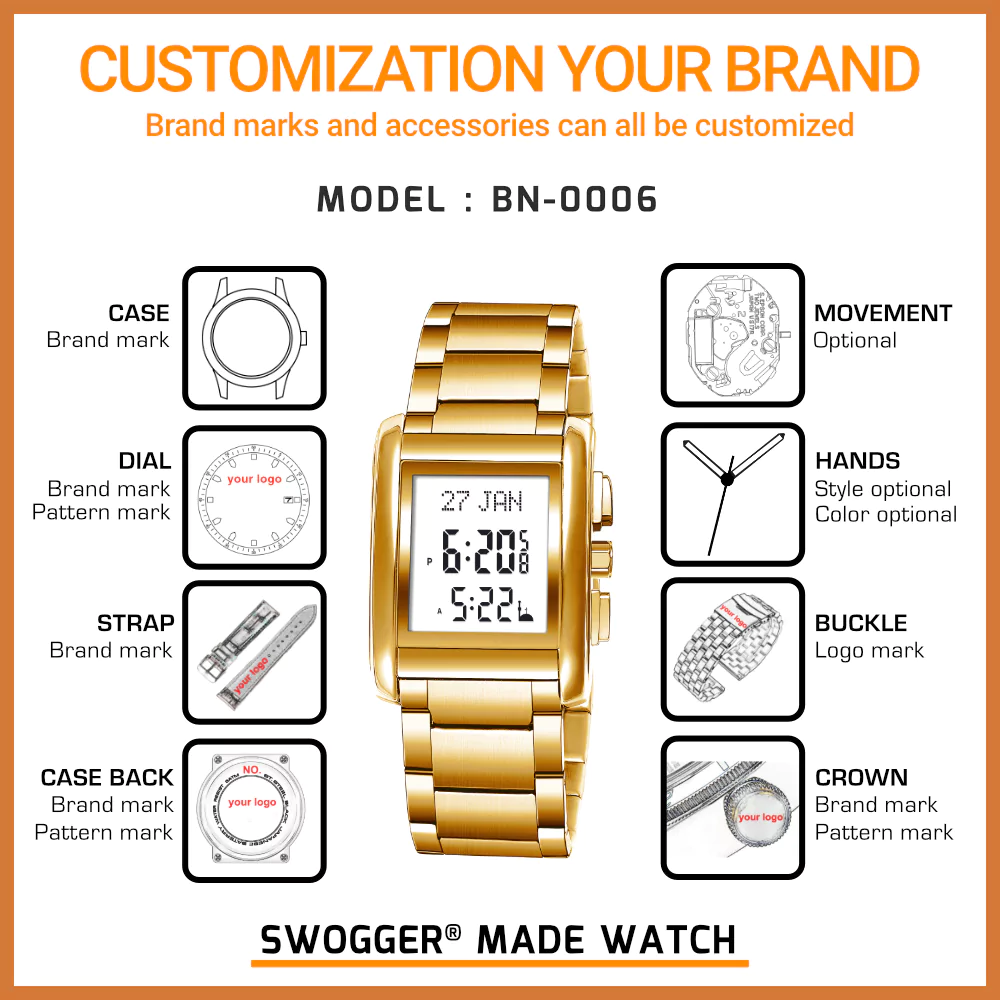 CUSTOMIZATION YOUR BRAND
Brand marks and accessories can all be customized
MODEL : BN-0006
CASE
Brand mark
DIAL
Brand mark
Pattern mark
your logo
7
STRAP
Brand mark
your logo
CASE BACK
Brand mark
Pattern mark
NO.
your logo
27 JAN
P 6:20 58
A 5:22
MOVEMENT
Optional
HANDS
Style optional
Color optional
BUCKLE
Logo mark
your logo
CROWN
Brand mark
Pattern mark
your logo
SWOGGER® MADE WATCH